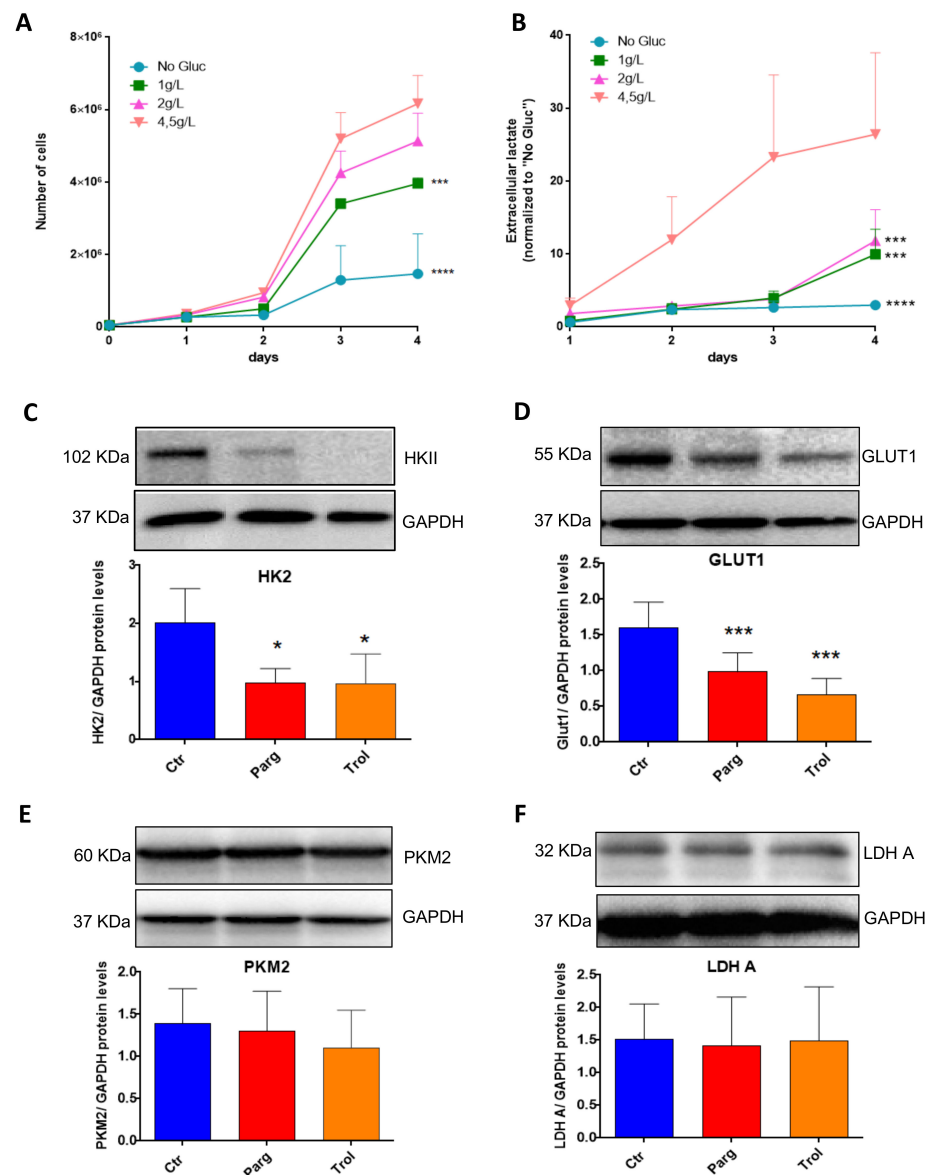 A
8×10⁶
6×10⁶
4×10⁶
2×10⁶
0
Number of cells
No Gluc
1g/L
2g/L
4,5g/L
***
****
0 1 2 3 4
days
B
40
30
20
10
0
Extracellular lactate
(normalized to "No Gluc")
No Gluc
1g/L
2g/L
4,5g/L
***
***
****
1 2 3 4
days
C
102 KDa
HKII
37 KDa
GAPDH
HK2
HK2/ GAPDH protein levels
3
2
1
0
*
*
Ctr Parg Trol
D
55 KDa
GLUT1
37 KDa
GAPDH
GLUT1
Glut1/ GAPDH protein levels
2.5
2.0
1.5
1.0
0.5
0.0
***
***
Ctr Parg Trol
E
60 KDa
PKM2
37 KDa
GAPDH
PKM2
PKM2/ GAPDH protein levels
2.0
1.5
1.0
0.5
0.0
Ctr Parg Trol
F
32 KDa
LDH A
37 KDa
GAPDH
LDH A
LDH A/ GAPDH protein levels
2.5
2.0
1.5
1.0
0.5
0.0
Ctr Parg Trol